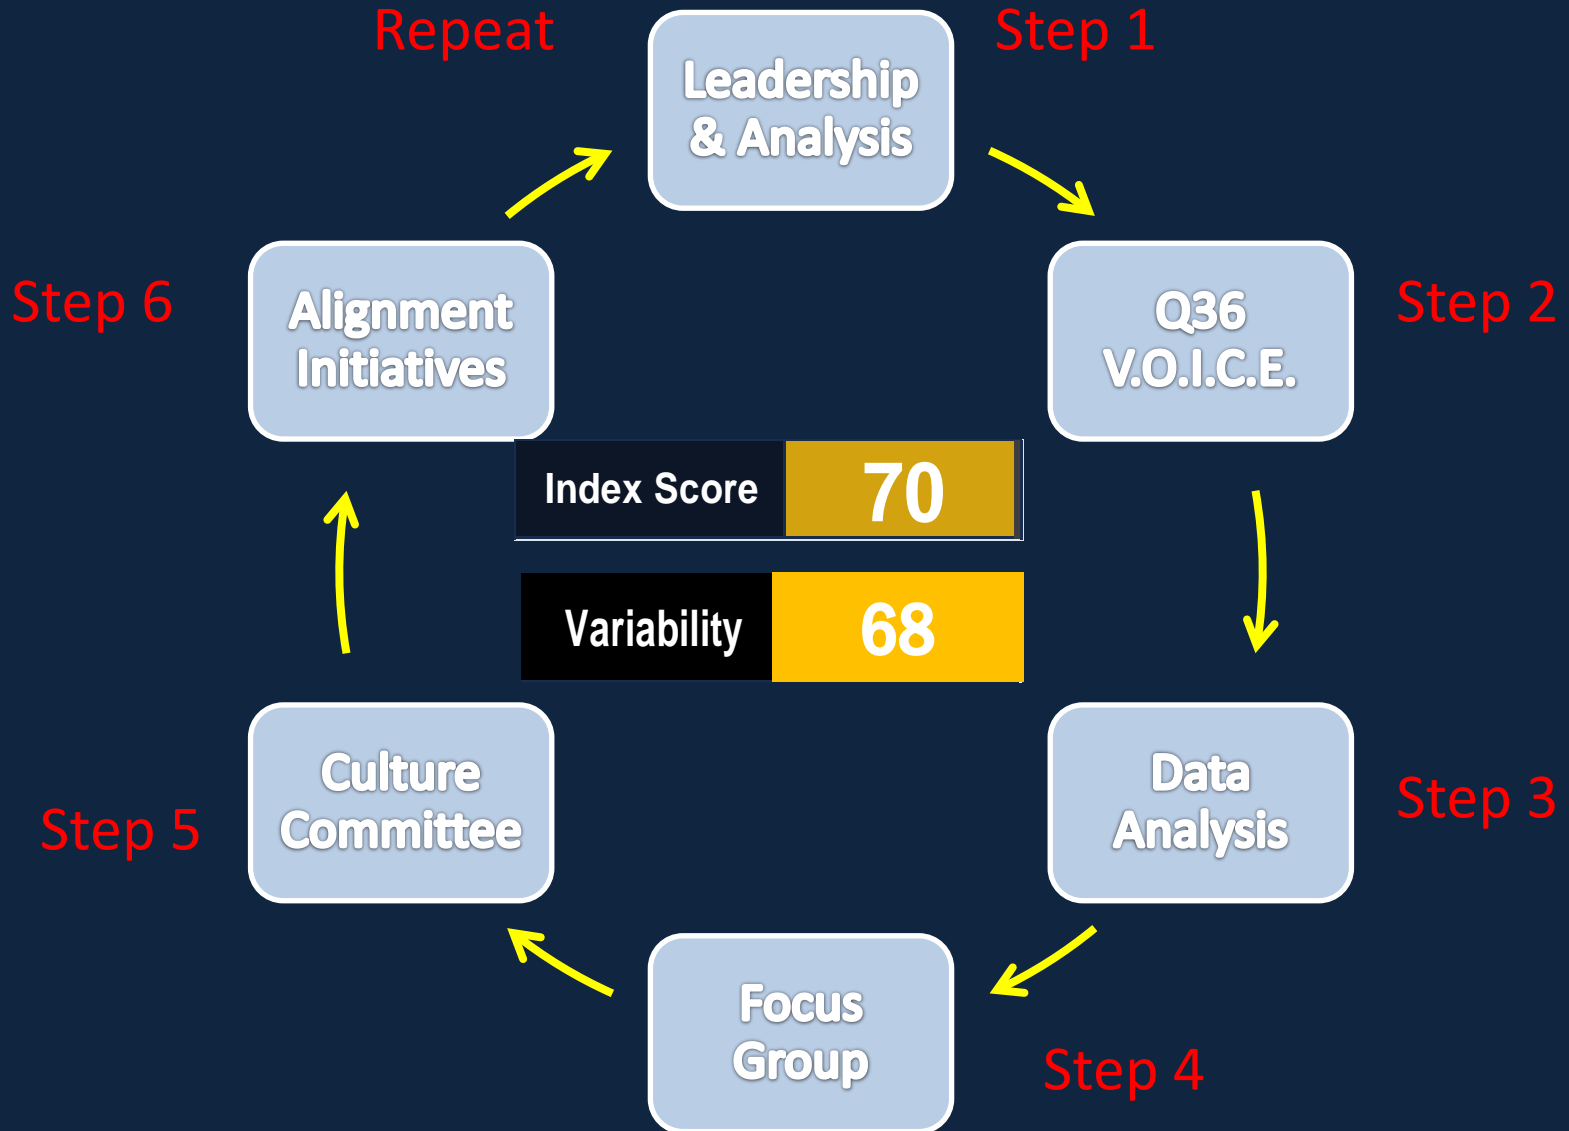 Repeat
Step 1
Leadership
& Analysis
Step 6
Alignment
Initiatives
Q36
V.O.I.C.E.
Step 2
Index Score
70
Variability
68
Step 5
Culture
Committee
Data
Analysis
Step 3
Focus
Group
Step 4